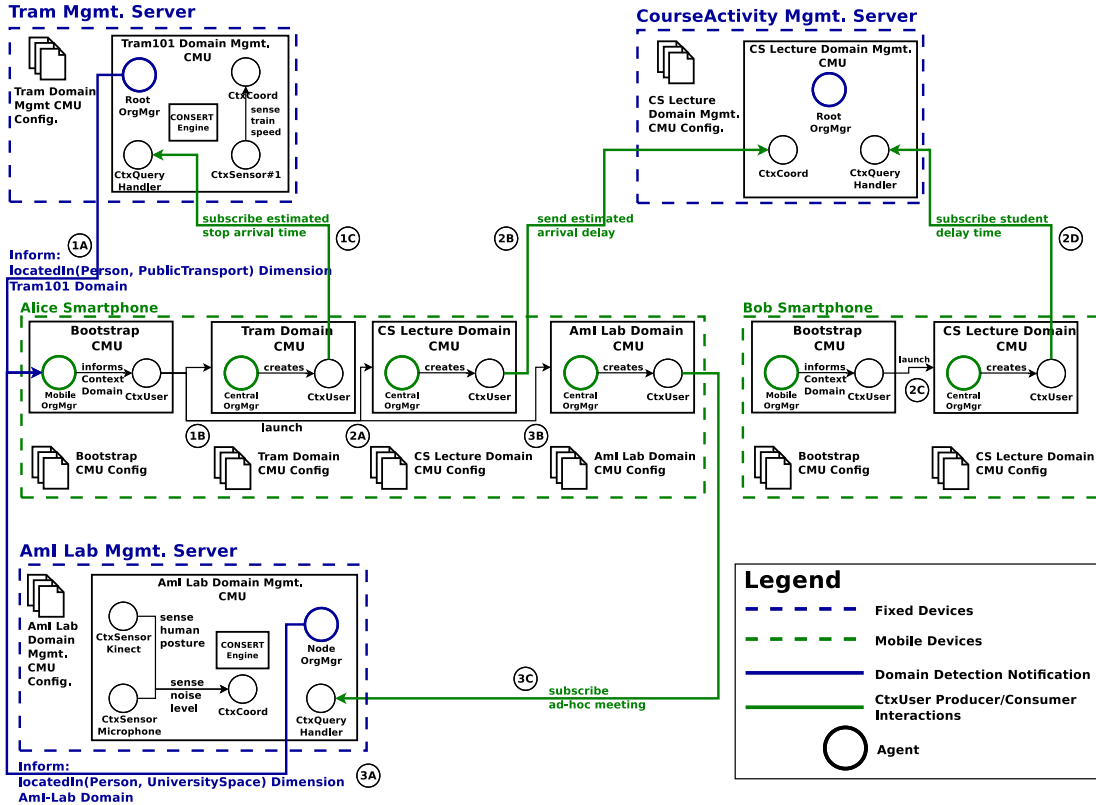 Tram Mgmt. Server
Tram Domain
Mgmt CMU
Config.
Tram101 Domain Mgmt.
CMU
Root
OrgMgr
CONSERT
Engine
CtxCoord
sense
train
speed
CtxQuery
Handler
CtxSensor#1
CourseActivity Mgmt. Server
CS Lecture
Domain Mgmt.
CMU Config.
CS Lecture Domain Mgmt.
CMU
Root
OrgMgr
CtxCoord
CtxQuery
Handler
1A
subscribe estimated
stop arrival time
1C
2B
send estimated
arrival delay
subscribe student
delay time
2D
Inform:
locatedIn(Person, PublicTransport) Dimension
Tram101 Domain
Alice Smartphone
Bootstrap
CMU
informs
Context
Domain
Mobile
OrgMgr
CtxUser
Tram Domain
CMU
creates
Central
OrgMgr
CtxUser
CS Lecture Domain
CMU
creates
Central
OrgMgr
CtxUser
AmI Lab Domain
CMU
creates
Central
OrgMgr
CtxUser
launch
1B
2A
3B
Bootstrap
CMU Config
Tram Domain
CMU Config
CS Lecture Domain
CMU Config
AmI Lab Domain
CMU Config
Bob Smartphone
Bootstrap
CMU
informs
Context
Domain
Mobile
OrgMgr
CtxUser
launch
2C
CS Lecture Domain
CMU
creates
Central
OrgMgr
CtxUser
Bootstrap
CMU Config
CS Lecture Domain
CMU Config
AmI Lab Mgmt. Server
AmI Lab
Domain
Mgmt.
CMU
Config.
AmI Lab Domain Mgmt.
CMU
CtxSensor
Kinect
sense
human
posture
CONSERT
Engine
Node
OrgMgr
sense
noise
level
CtxCoord
CtxSensor
Microphone
CtxQuery
Handler
3C
subscribe
ad-hoc meeting
Inform:
locatedIn(Person, UniversitySpace) Dimension
AmI-Lab Domain
3A
Legend
Fixed Devices
Mobile Devices
Domain Detection Notification
CtxUser Producer/Consumer
Interactions
Agent